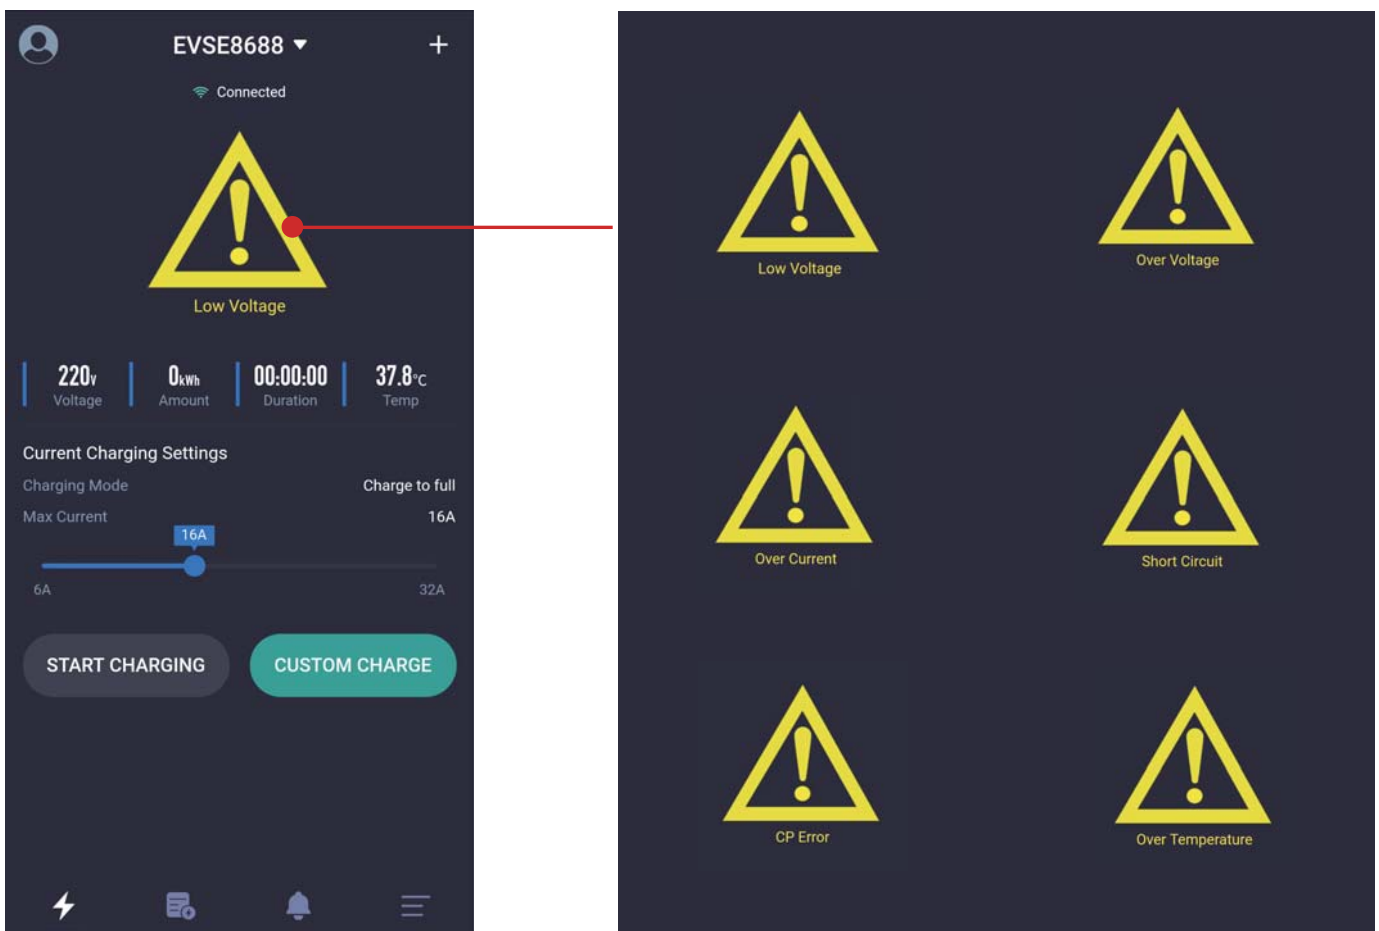 EVSE8688
Connected
Low Voltage
220V 0kWh 00:00:00 37.8°C
Voltage Amount Duration Temp
Current Charging Settings
Charging Mode Charge to full
Max Current 16A
16A
6A 32A
START CHARGING CUSTOM CHARGE
Low Voltage
Over Voltage
Over Current
Short Circuit
CP Error
Over Temperature